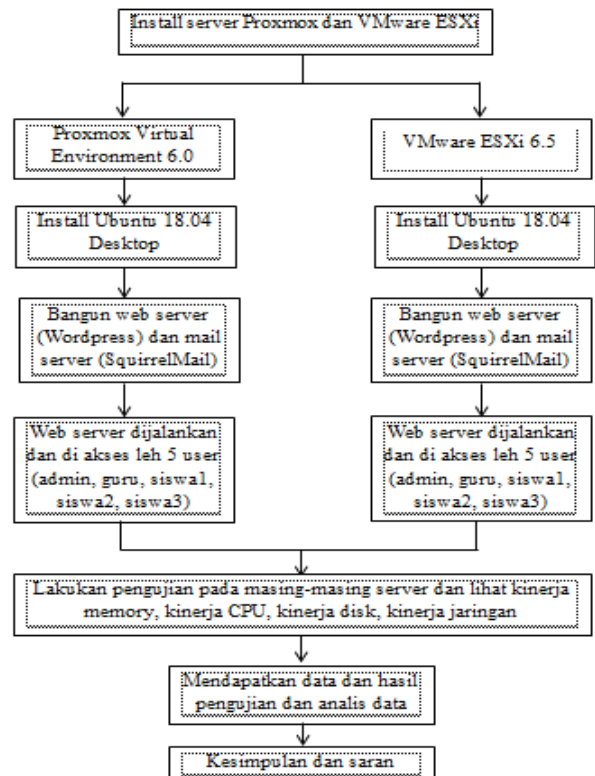 Install server Proxmox dan VMware ESXi
Proxmox Virtual
Environment 6.0
VMware ESXi 6.5
Install Ubuntu 18.04
Desktop
Install Ubuntu 18.04
Desktop
Bangun web server
(Wordpress) dan mail
server (SquirrelMail)
Bangun web server
(Wordpress) dan mail
server (SquirrelMail)
Web server dijalankan
dan di akses leh 5 user
(admin, guru, siswa1,
siswa2, siswa3)
Web server dijalankan
dan di akses leh 5 user
(admin, guru, siswa1,
siswa2, siswa3)
Lakukan pengujian pada masing-masing server dan lihat kinerja
memory, kinerja CPU, kinerja disk, kinerja jaringan
Mendapatkan data dan hasil
pengujian dan analis data
Kesimpulan dan saran